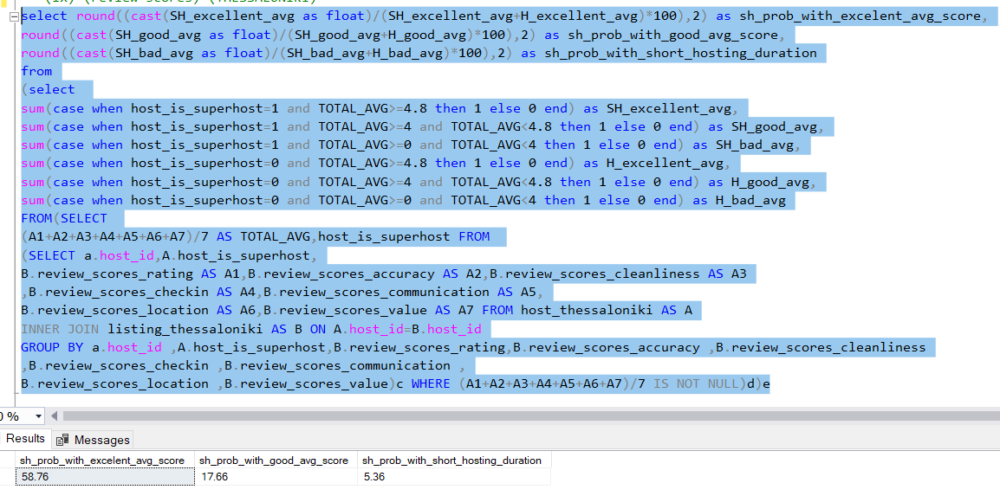 (ix) (review scores) (THESSALONIKI)
select round((cast(SH_excellent_avg as float)/(SH_excellent_avg+H_excellent_avg)*100),2) as sh_prob_with_excelent_avg_score,
round((cast(SH_good_avg as float)/(SH_good_avg+H_good_avg)*100),2) as sh_prob_with_good_avg_score,
round((cast(SH_bad_avg as float)/(SH_bad_avg+H_bad_avg)*100),2) as sh_prob_with_short_hosting_duration
from
(select
sum(case when host_is_superhost=1 and TOTAL_AVG>=4.8 then 1 else 0 end) as SH_excellent_avg,
sum(case when host_is_superhost=1 and TOTAL_AVG>=4 and TOTAL_AVG<4.8 then 1 else 0 end) as SH_good_avg,
sum(case when host_is_superhost=1 and TOTAL_AVG>=0 and TOTAL_AVG<4 then 1 else 0 end) as SH_bad_avg,
sum(case when host_is_superhost=0 and TOTAL_AVG>=4.8 then 1 else 0 end) as H_excellent_avg,
sum(case when host_is_superhost=0 and TOTAL_AVG>=4 and TOTAL_AVG<4.8 then 1 else 0 end) as H_good_avg,
sum(case when host_is_superhost=0 and TOTAL_AVG>=0 and TOTAL_AVG<4 then 1 else 0 end) as H_bad_avg
FROM(SELECT
(A1+A2+A3+A4+A5+A6+A7)/7 AS TOTAL_AVG,host_is_superhost FROM
(SELECT a.host_id,A.host_is_superhost,
B.review_scores_rating AS A1,B.review_scores_accuracy AS A2,B.review_scores_cleanliness AS A3
,B.review_scores_checkin AS A4,B.review_scores_communication AS A5,
B.review_scores_location AS A6,B.review_scores_value AS A7 FROM host_thessaloniki AS A
INNER JOIN listing_thessaloniki AS B ON A.host_id=B.host_id
GROUP BY a.host_id ,A.host_is_superhost,B.review_scores_rating,B.review_scores_accuracy ,B.review_scores_cleanliness
,B.review_scores_checkin ,B.review_scores_communication ,
B.review_scores_location ,B.review_scores_value)c WHERE (A1+A2+A3+A4+A5+A6+A7)/7 IS NOT NULL)d)e
0 %
Results Messages
sh_prob_with_excelent_avg_score sh_prob_with_good_avg_score sh_prob_with_short_hosting_duration
58.76 17.66 5.36